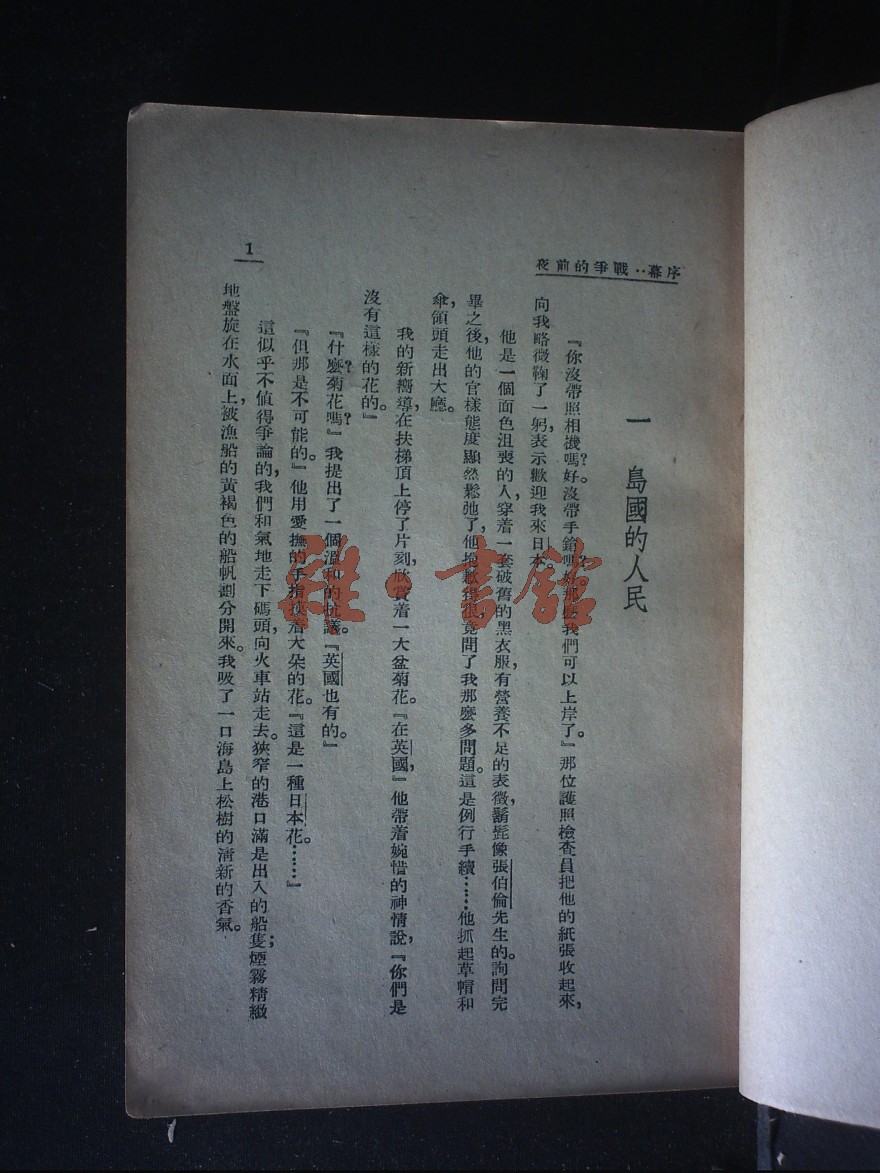 序幕：戰爭的前夜
一 島國的人民
『你沒帶照相機嗎？好。沒帶手箱嗎？好，那麼我們可以上岸了。』那位護照檢查員把他的紙張收起來，
向我略微鞠了一躬，表示歡迎我來日本。
他是一個面色沮喪的人，穿着一套破舊的黑衣服，有營養不足的表徵，鬍髭像張伯倫先生的。詢問完
畢之後，他的官樣態度顯然鬆弛了，他抱歉得很，竟問了我那麼多問題。這是例行手續……他抓起草帽和
傘，領頭走出大廳。
我的新嚮導，在扶梯頂上停了片刻，欣賞着一大盆菊花。『在英國，』他帶着婉惜的神情說，『你們是
沒有這樣的花的。』
『什麼？菊花嗎？』我提出了一個溫和的抗議。『英國也有的。』
『但那是不可能的。』他用愛撫的手指摸着大朵的花。『這是一種日本花……』
這似乎不値得爭論的，我們和氣地走下碼頭，向火車站走去。狹窄的港口滿是出入的船隻；煙霧精緻
地盤旋在水面上，被漁船的黃褐色的船帆劃分開來。我吸了一口海島上松樹的淸新的香氣。
1
雜·書館